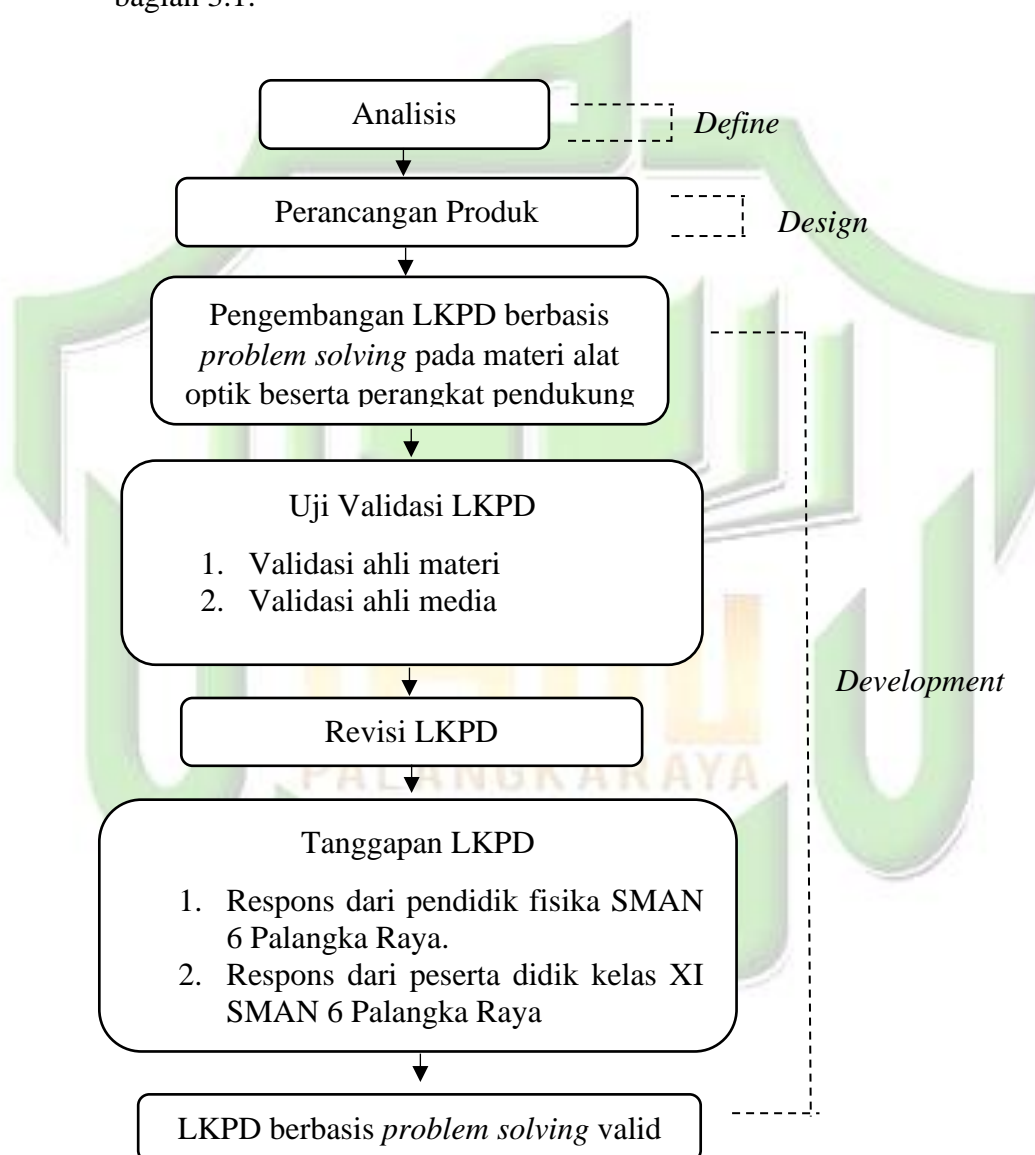 bagian 3.1.
Analisis
Define
Perancangan Produk
Design
Pengembangan LKPD berbasis
problem solving pada materi alat
optik beserta perangkat pendukung
Uji Validasi LKPD
1. Validasi ahli materi
2. Validasi ahli media
Development
Revisi LKPD
PALANGKARAYA
Tanggapan LKPD
1. Respons dari pendidik fisika SMAN
6 Palangka Raya.
2. Respons dari peserta didik kelas XI
SMAN 6 Palangka Raya
LKPD berbasis problem solving valid